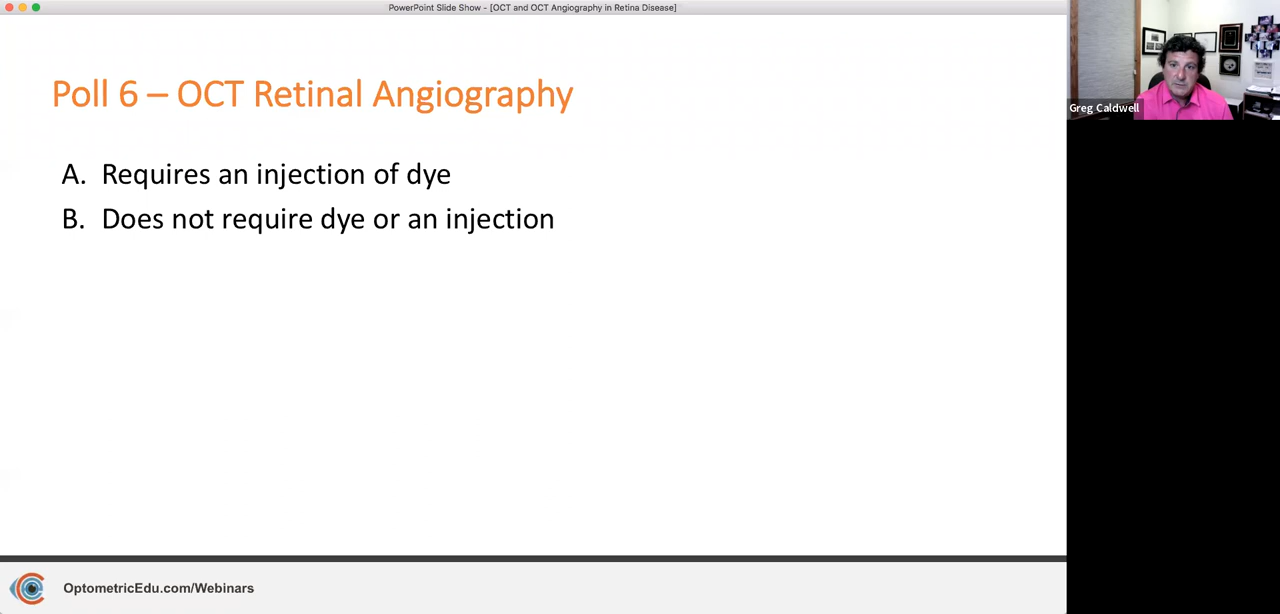 PowerPoint Slide Show - [OCT and OCT Angiography in Retina Disease]
Poll 6 – OCT Retinal Angiography
A. Requires an injection of dye
B. Does not require dye or an injection
Greg Caldwell
OptometricEdu.com/Webinars